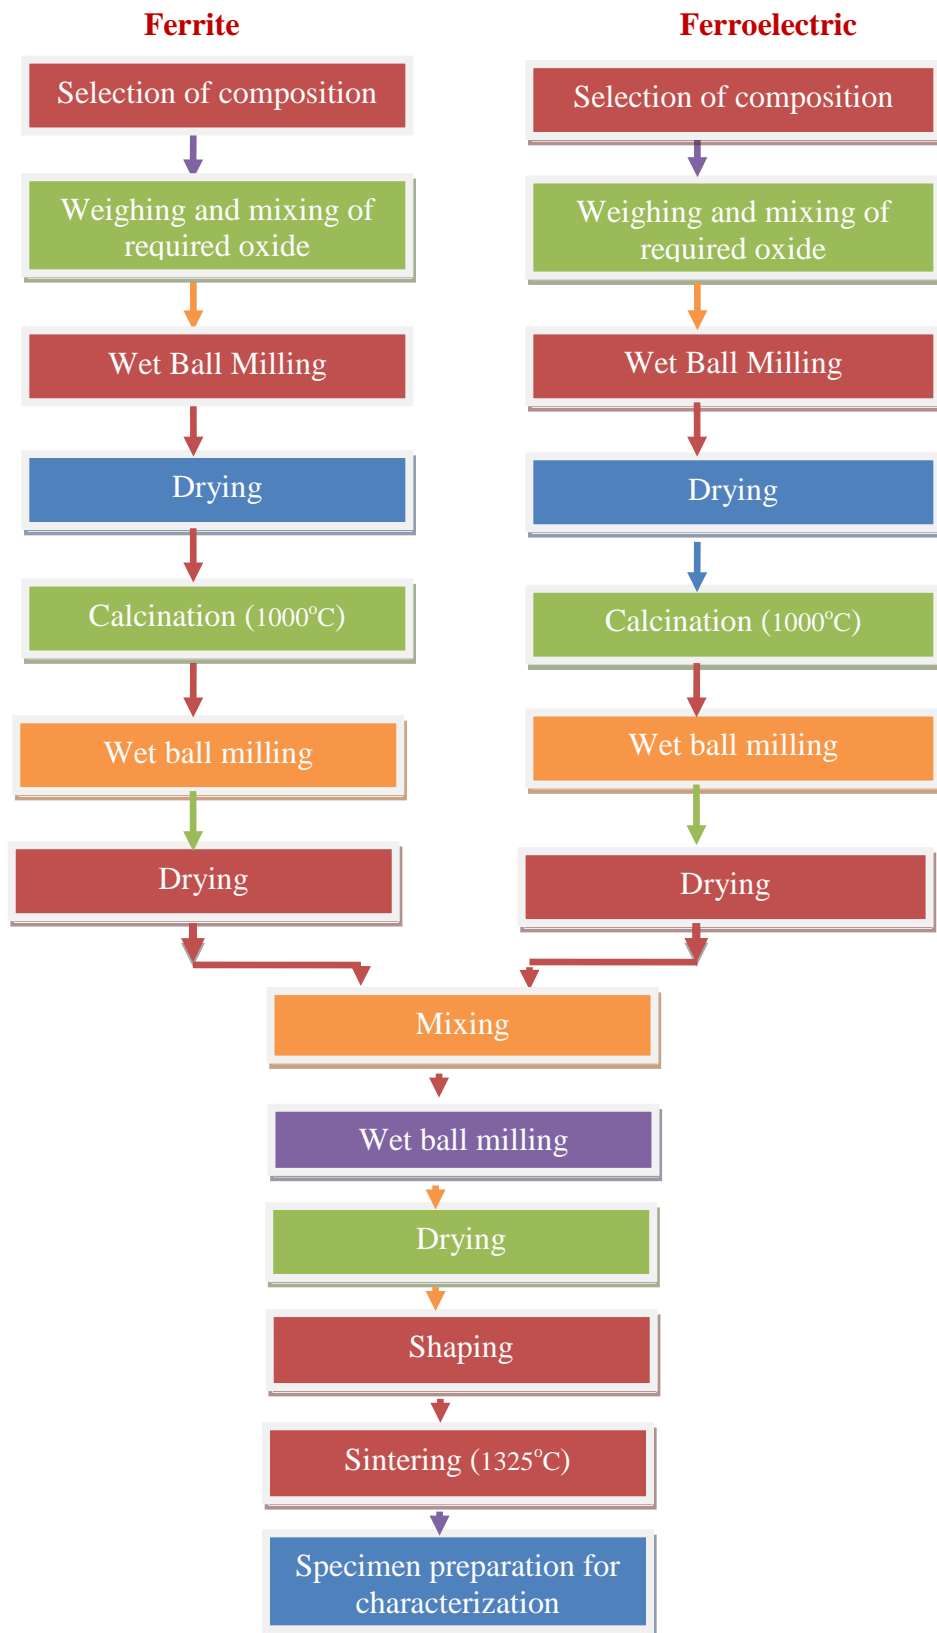 Ferrite
Selection of composition
Weighing and mixing of
required oxide
Wet Ball Milling
Drying
Calcination (1000°C)
Wet ball milling
Drying
Ferroelectric
Selection of composition
Weighing and mixing of
required oxide
Wet Ball Milling
Drying
Calcination (1000°C)
Wet ball milling
Drying
Mixing
Wet ball milling
Drying
Shaping
Sintering (1325°C)
Specimen preparation for
characterization